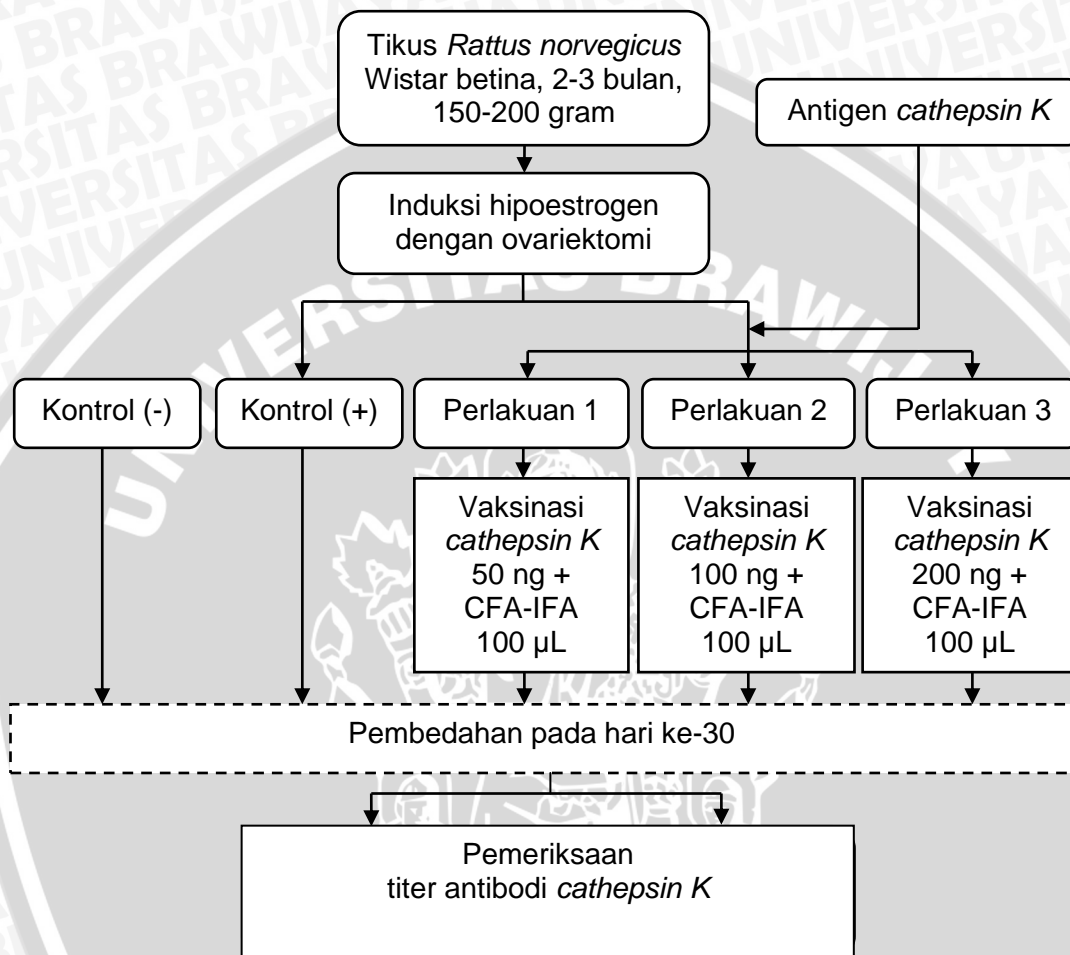 Tikus Rattus norvegicus
Wistar betina, 2-3 bulan,
150-200 gram
Antigen cathepsin K
Induksi hipoestrogen
dengan ovariektomi
UNIVERSITAS BRAWIJ
Kontrol (-)
Kontrol (+)
Perlakuan 1
Perlakuan 2
Perlakuan 3
Vaksinasi
cathepsin K
50 ng +
CFA-IFA
100 µL
Vaksinasi
cathepsin K
100 ng +
CFA-IFA
100 µL
Vaksinasi
cathepsin K
200 ng +
CFA-IFA
100 µL
Pembedahan pada hari ke-30
Pemeriksaan
titer antibodi cathepsin K